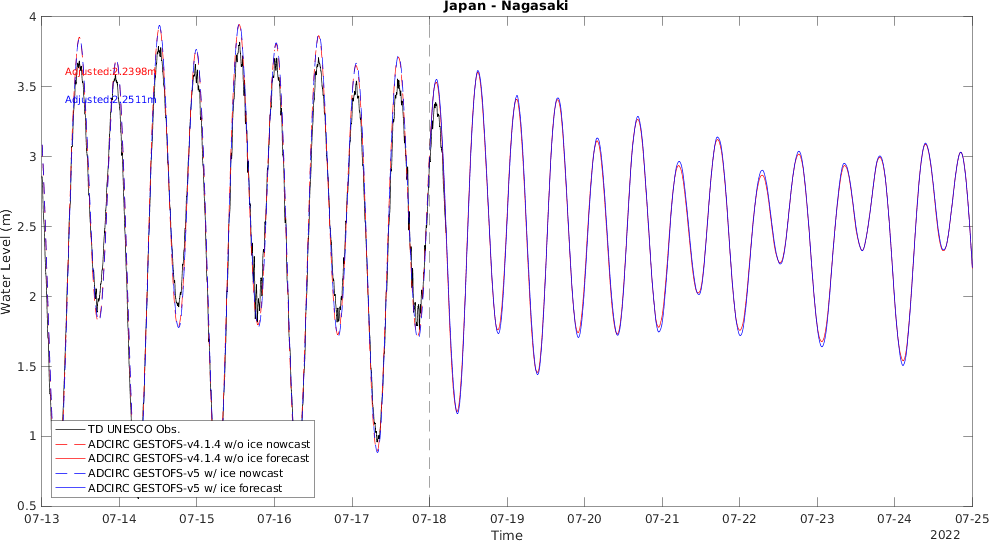 Japan - Nagasaki
4
3.5
3
2.5
2
1.5
1
0.5
Water Level (m)
Adjusted:2.2398m
Adjusted:2.2511m
TD UNESCO Obs.
ADCIRC GESTOFS-v4.1.4 w/o ice nowcast
ADCIRC GESTOFS-v4.1.4 w/o ice forecast
ADCIRC GESTOFS-v5 w/ ice nowcast
ADCIRC GESTOFS-v5 w/ ice forecast
07-13 07-14 07-15 07-16 07-17 07-18 07-19 07-20 07-21 07-22 07-23 07-24 07-25
Time
2022